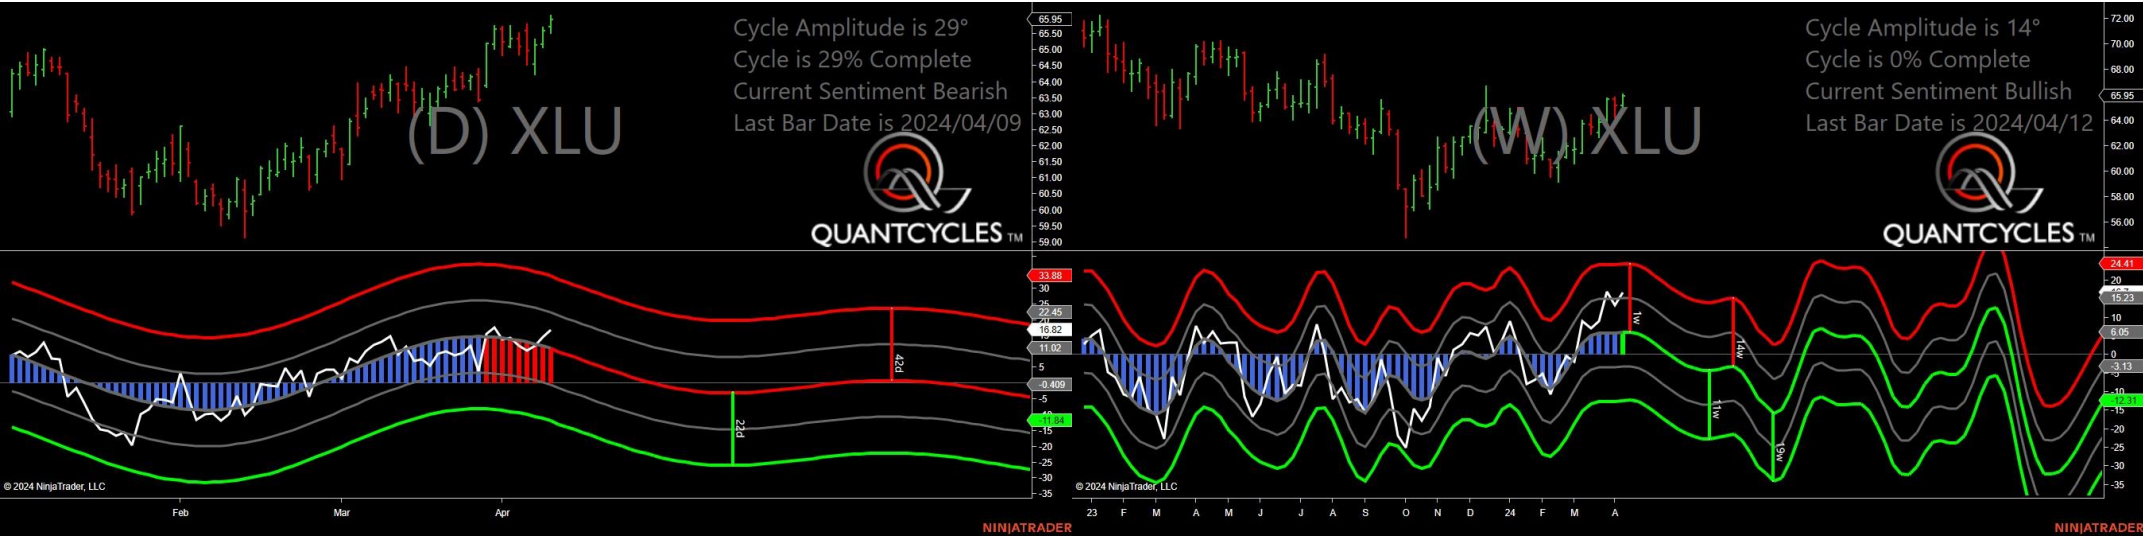 Cycle Amplitude is 29°
Cycle is 29% Complete
Current Sentiment Bearish
Last Bar Date is 2024/04/09
(D) XLU
QUANTCYCLES TM
65.95
65.50
65.00
64.50
64.00
63.50
63.00
62.50
62.00
61.50
61.00
60.50
60.00
59.50
59.00
33.88
30
25
22.45
16.82
11.02
5
-0.409
-5
-11.84
-15
-20
-25
-30
-35
42d
22d
© 2024 NinjaTrader, LLC
Feb Mar Apr
NINJATRADER
Cycle Amplitude is 14°
Cycle is 0% Complete
Current Sentiment Bullish
Last Bar Date is 2024/04/12
(W) XLU
QUANTCYCLES TM
72.00
70.00
68.00
65.95
64.00
62.00
60.00
58.00
56.00
24.41
20
15.23
10
6.05
0
-3.13
-12.31
-15
-20
-25
-30
-35
1w
14w
11w
19w
© 2024 NinjaTrader, LLC
23 F M A M J J A S O N D 24 F M A
NINJATRADER